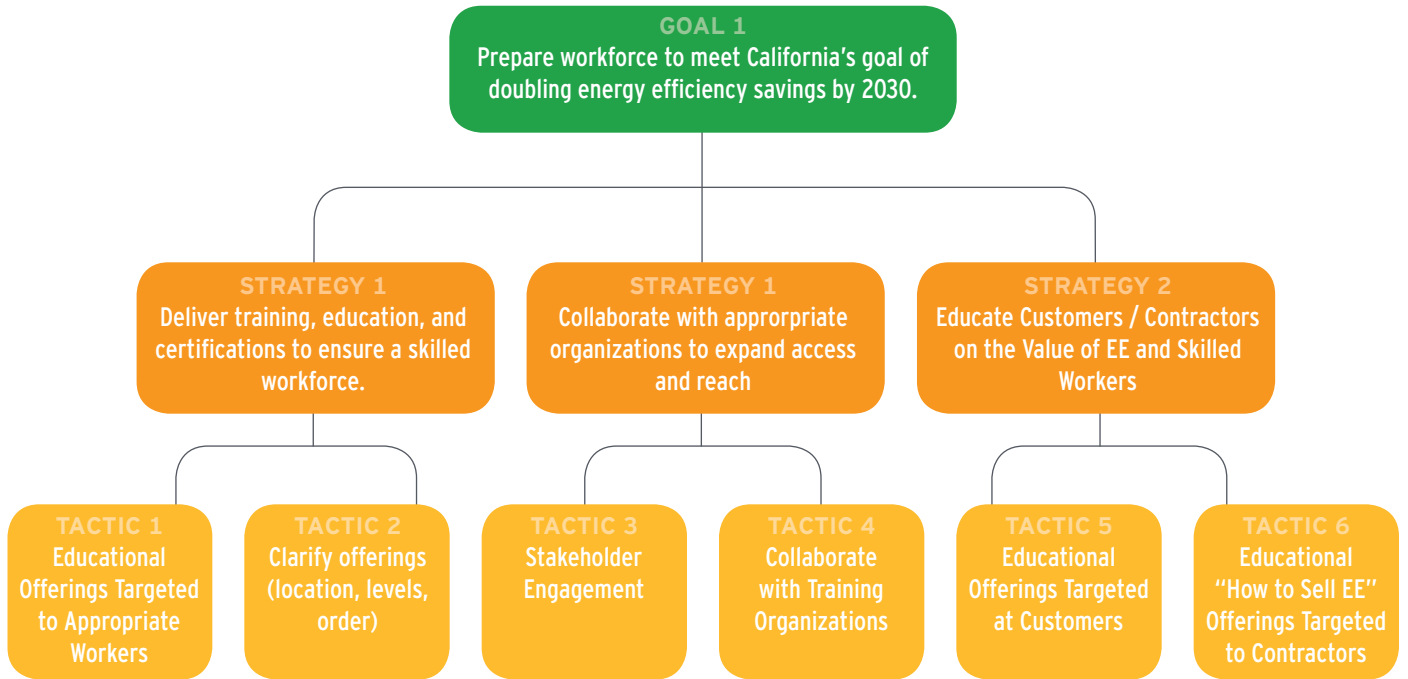 GOAL 1
Prepare workforce to meet California's goal of
doubling energy efficiency savings by 2030.
STRATEGY 1
Deliver training, education, and
certifications to ensure a skilled
workforce.
STRATEGY 1
Collaborate with approrpriate
organizations to expand access
and reach
STRATEGY 2
Educate Customers / Contractors
on the Value of EE and Skilled
Workers
TACTIC 1
Educational
Offerings Targeted
to Appropriate
Workers
TACTIC 2
Clarify offerings
(location, levels,
order)
TACTIC 3
Stakeholder
Engagement
TACTIC 4
Collaborate
with Training
Organizations
TACTIC 5
Educational
Offerings Targeted
at Customers
TACTIC 6
Educational
“How to Sell EE”
Offerings Targeted
to Contractors